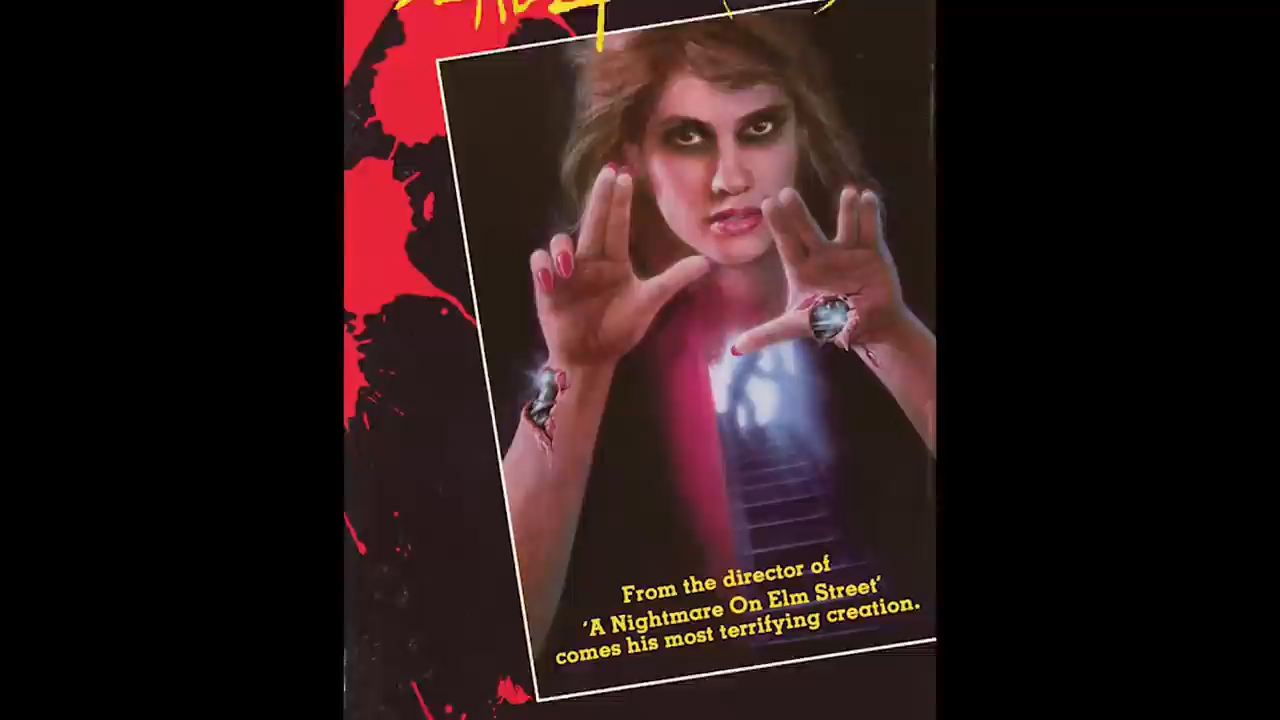 From the director of
'A Nightmare On Elm Street'
comes his most terrifying creation.